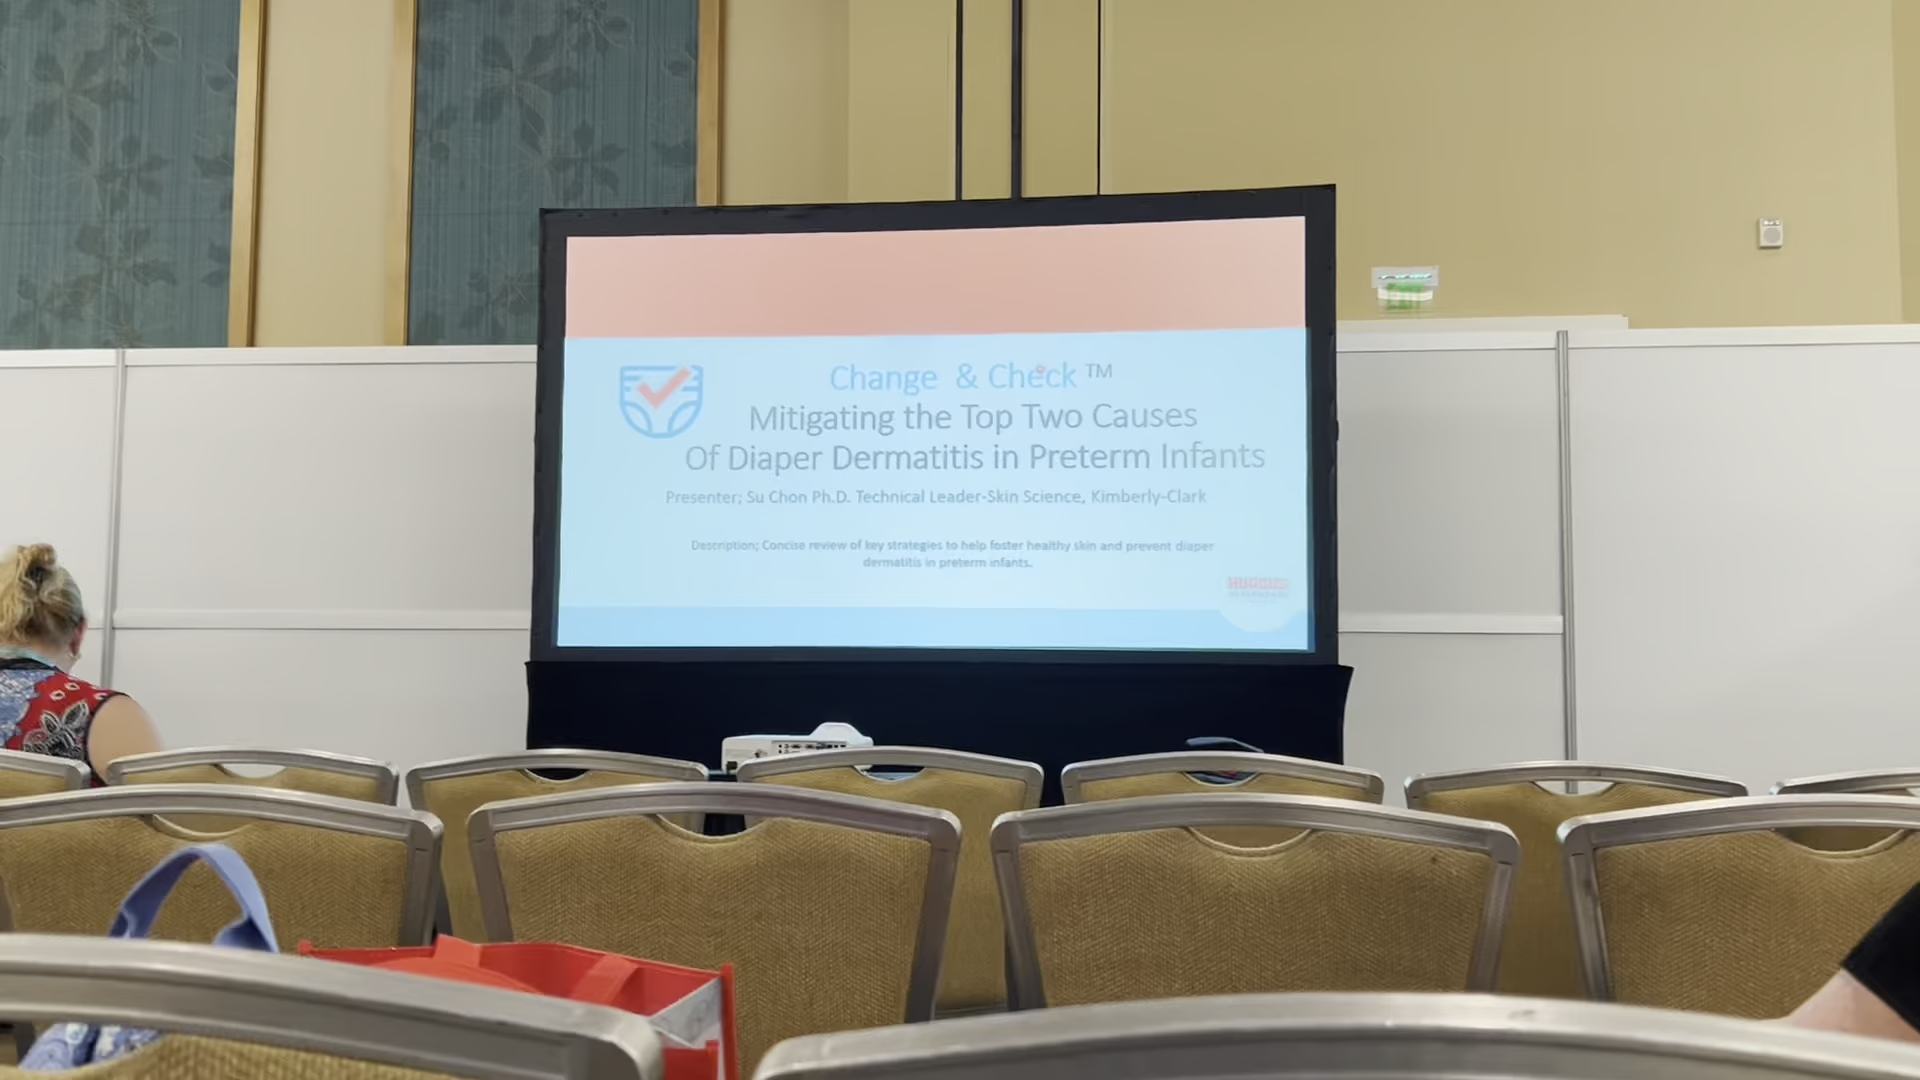 Change & Check ™
Mitigating the Top Two Causes
Of Diaper Dermatitis in Preterm Infants
Presenter; Su Chon Ph.D. Technical Leader-Skin Science, Kimberly-Clark
Description; Concise review of key strategies to help foster healthy skin and prevent diaper
dermatitis in preterm infants.
HUGGIES